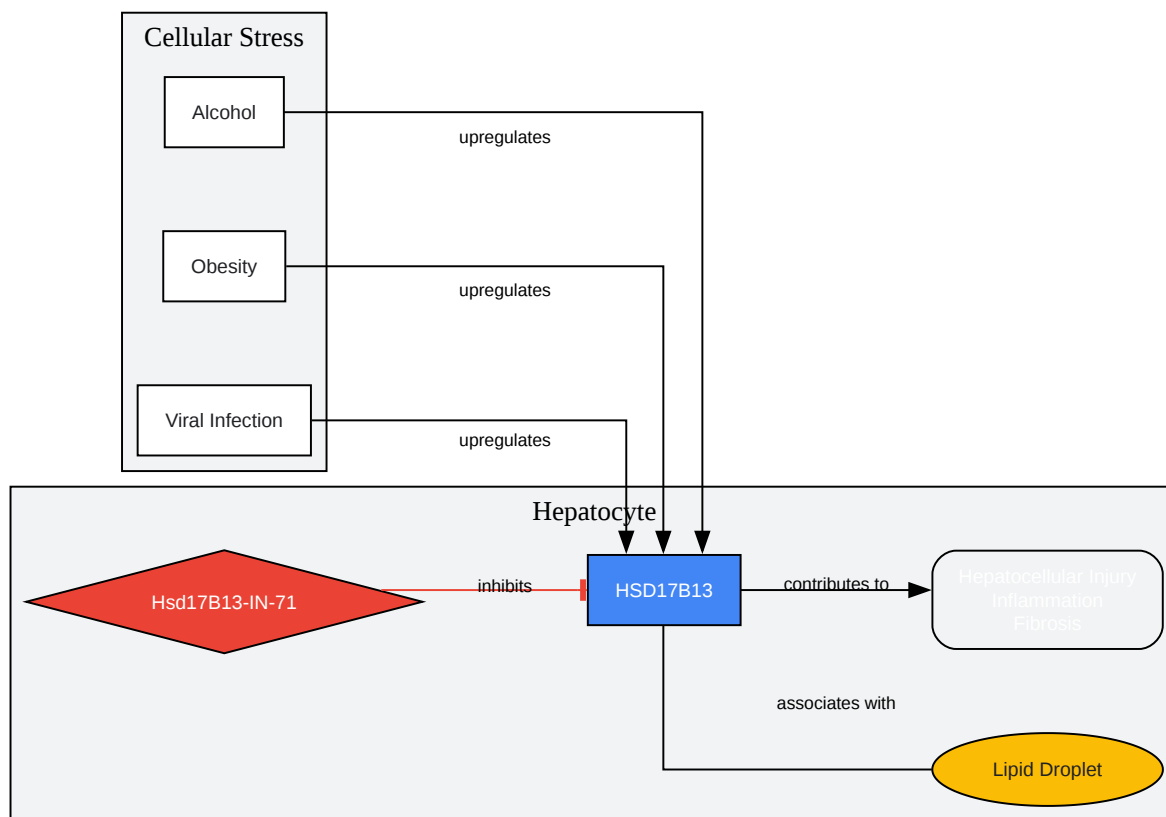 Cellular Stress
Alcohol
upregulates
Obesity
upregulates
Viral Infection
upregulates
Hepatocyte
Hsd17B13-IN-71
inhibits
HSD17B13
contributes to
Hepatocellular Injury
Inflammation
Fibrosis
associates with
Lipid Droplet